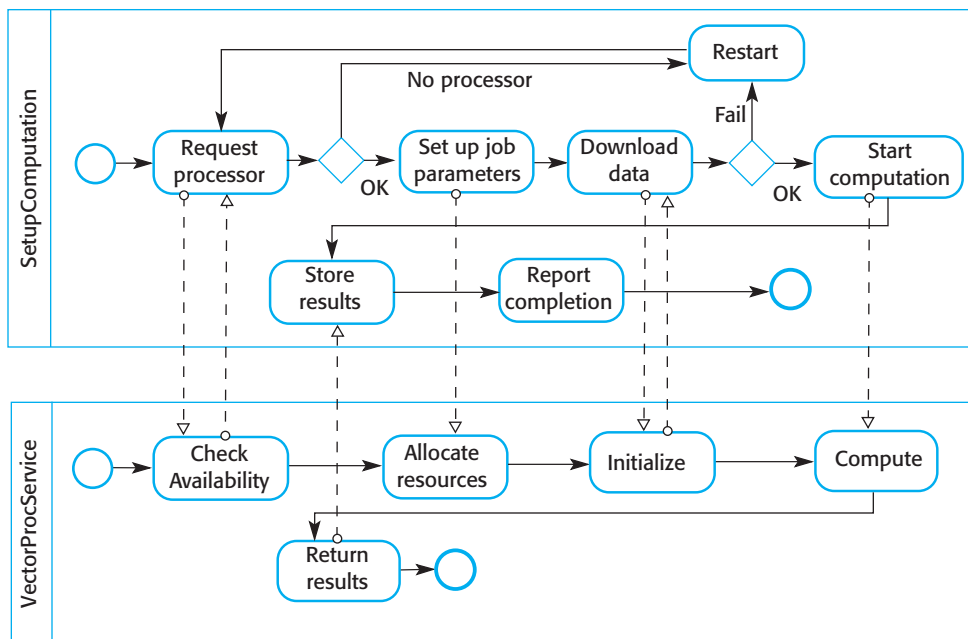 SetupComputation
Restart
No processor
Fail
Request
processor
OK
Set up job
parameters
Download
data
OK
Start
computation
Store
results
Report
completion
VectorProcService
Check
Availability
Allocate
resources
Initialize
Compute
Return
results